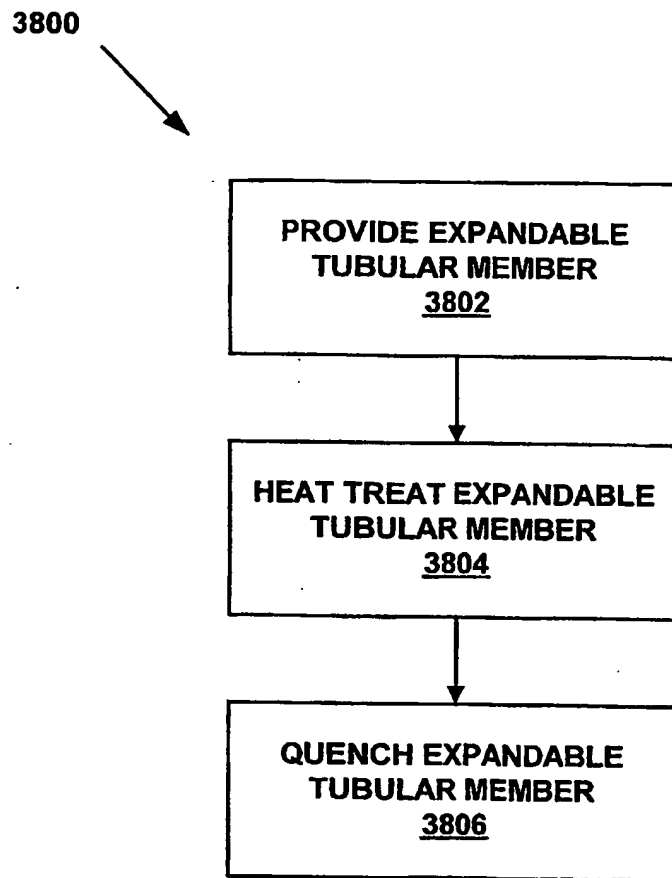 3800
PROVIDE EXPANDABLE
TUBULAR MEMBER
3802
HEAT TREAT EXPANDABLE
TUBULAR MEMBER
3804
QUENCH EXPANDABLE
TUBULAR MEMBER
3806